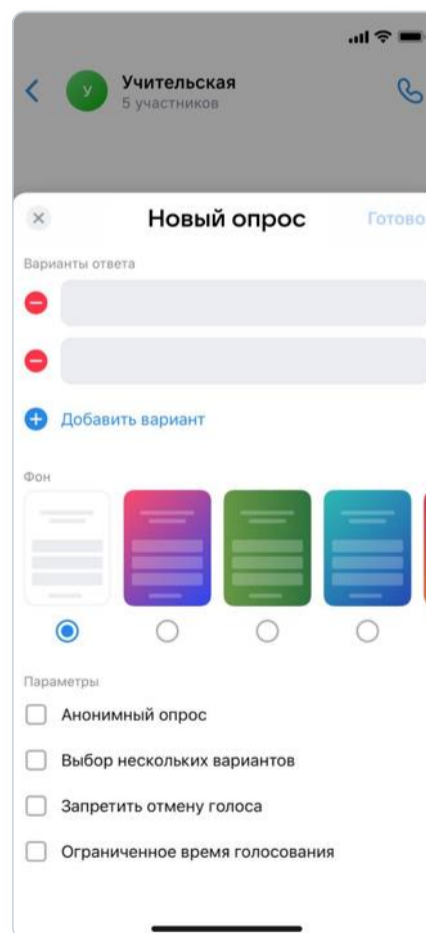 У
Учительская
5 участников
Новый опрос
Готово
Варианты ответа
Добавить вариант
Фон
Параметры
Анонимный опрос
Выбор нескольких вариантов
Запретить отмену голоса
Ограниченное время голосования